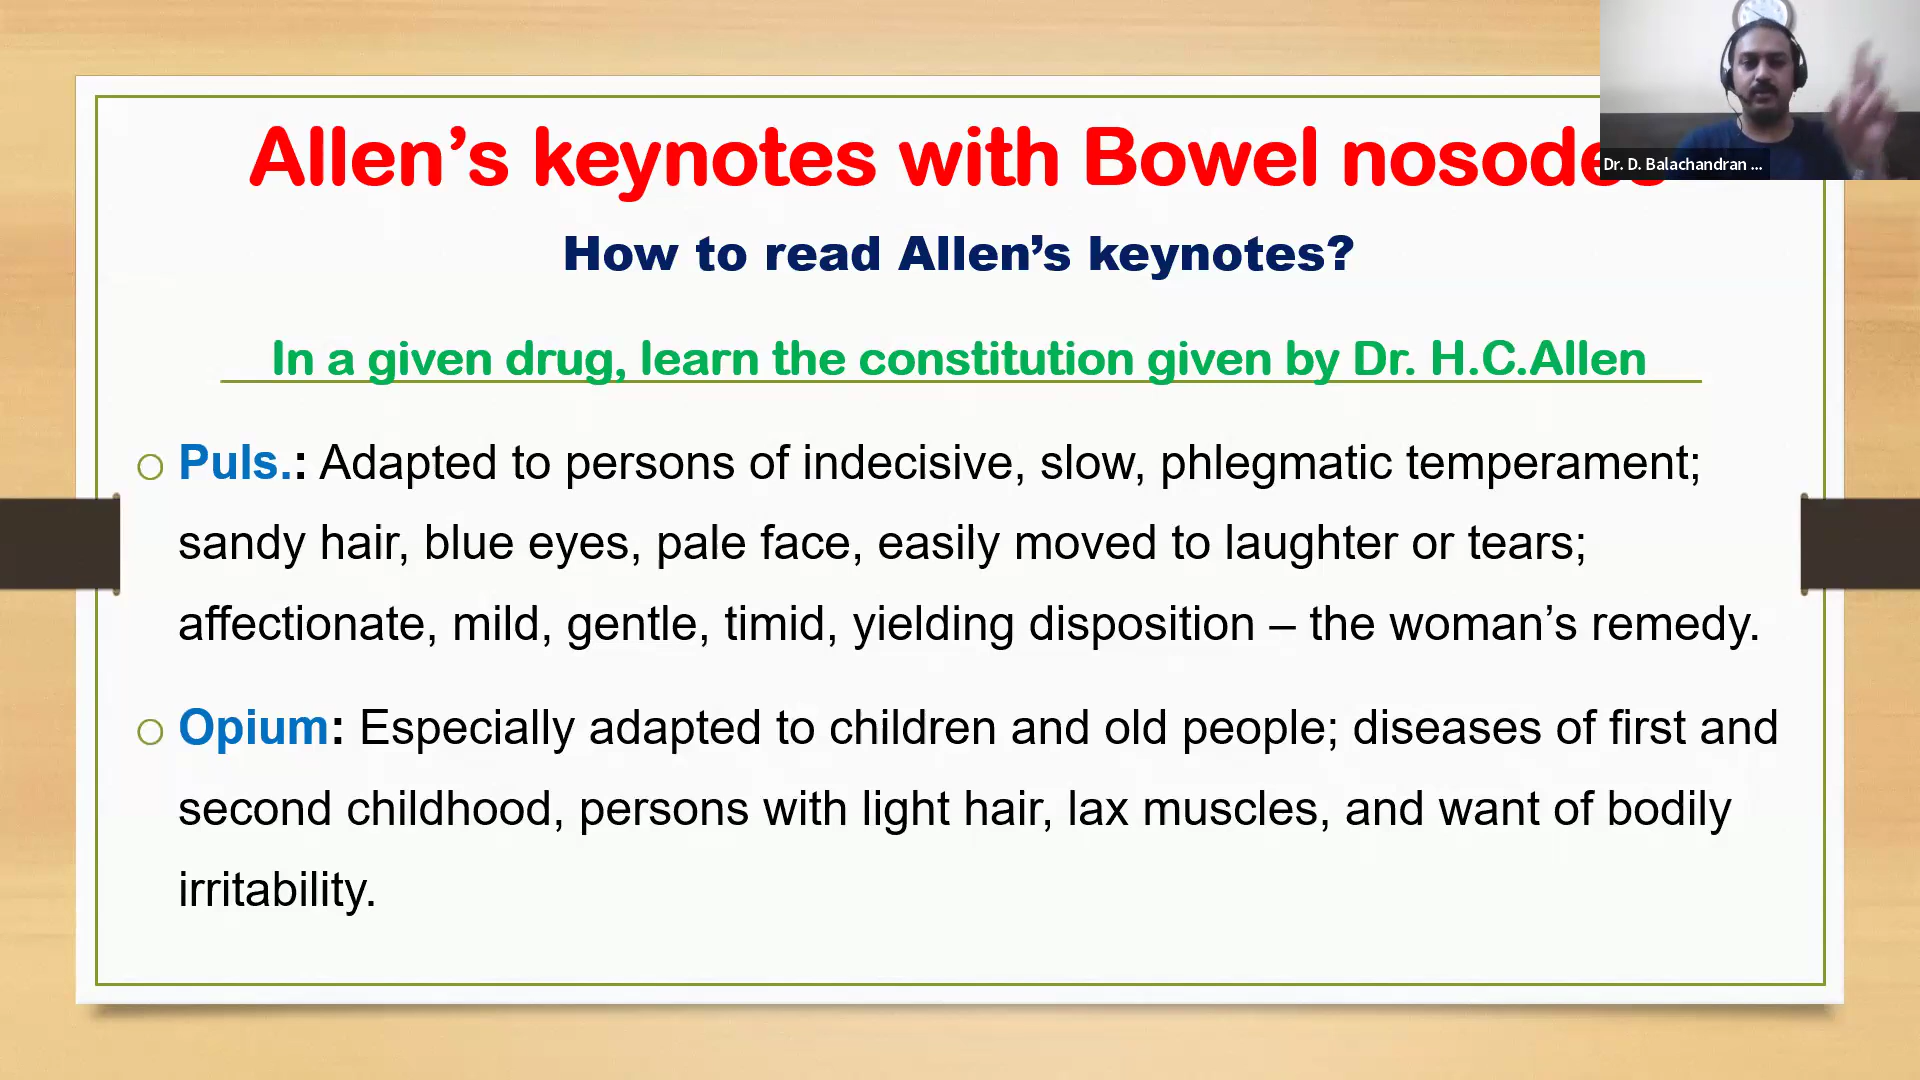 Allen's keynotes with Bowel nosodes
Dr. D. Balachandran ...
How to read Allen's keynotes?
In a given drug, learn the constitution given by Dr. H.C.Allen
Puls.: Adapted to persons of indecisive, slow, phlegmatic temperament;
sandy hair, blue eyes, pale face, easily moved to laughter or tears;
affectionate, mild, gentle, timid, yielding disposition – the woman's remedy.
Opium: Especially adapted to children and old people; diseases of first and
second childhood, persons with light hair, lax muscles, and want of bodily
irritability.